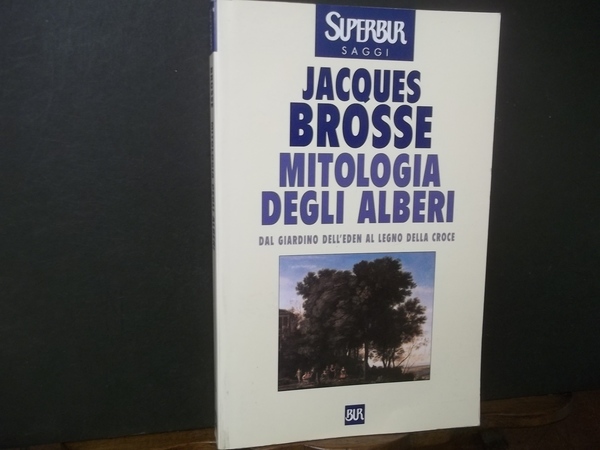 SUPERBUR
SAGGI
JACQUES
BROSSE
MITOLOGIA
DEGLI ALBERI
DAL GIARDINO DELL'EDEN AL LEGNO DELLA CROCE
BUR